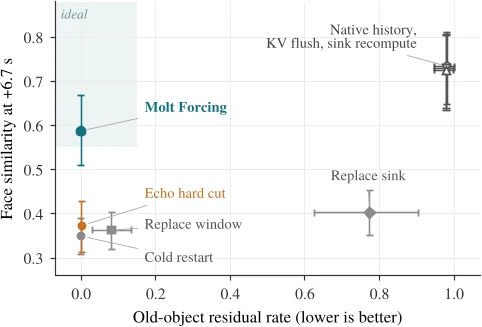 ideal
Native history,
KV flush, sink recompute
Molt Forcing
Replace sink
Echo hard cut
Replace window
Cold restart
Face similarity at +6.7 s
0.8
0.7
0.6
0.5
0.4
0.3
0.0
0.2
0.4
0.6
0.8
1.0
Old-object residual rate (lower is better)